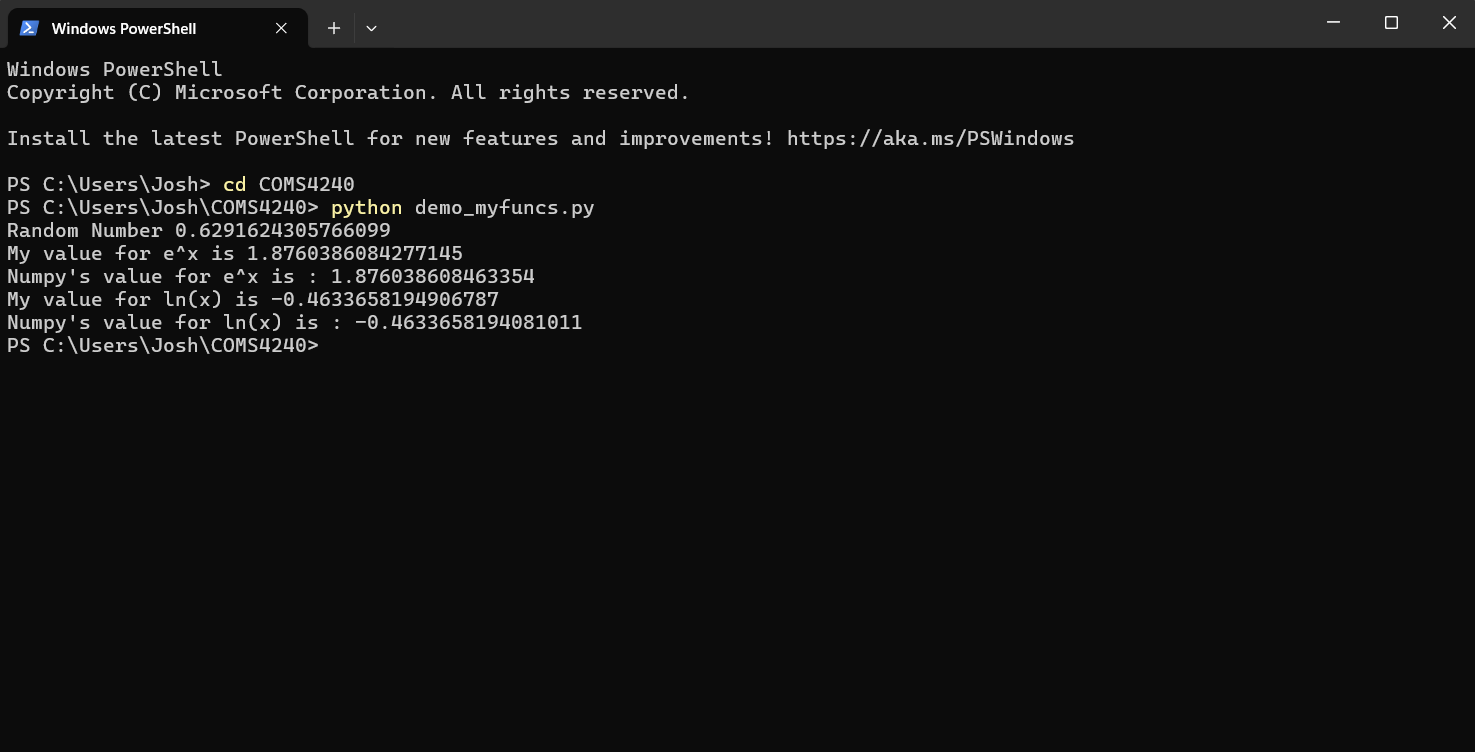 Windows PowerShell
Windows PowerShell
Copyright (C) Microsoft Corporation. All rights reserved.
Install the latest PowerShell for new features and improvements! https://aka.ms/PSWindows
PS C:\Users\Josh> cd COMS4240
PS C:\Users\Josh\COMS4240> python demo_myfuncs.py
Random Number 0.6291624305766099
My value for e^x is 1.8760386084277145
Numpy's value for e^x is : 1.876038608463354
My value for ln(x) is -0.4633658194906787
Numpy's value for ln(x) is : -0.4633658194081011
PS C:\Users\Josh\COMS4240>